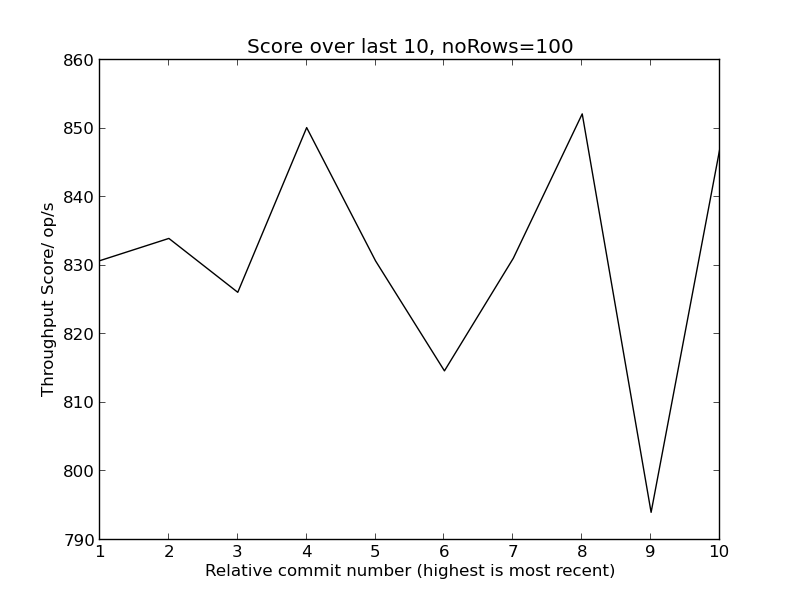 Score over last 10, noRows=100
860
850
840
830
820
810
800
790
Throughput Score/ op/s
1 2 3 4 5 6 7 8 9 10
Relative commit number (highest is most recent)